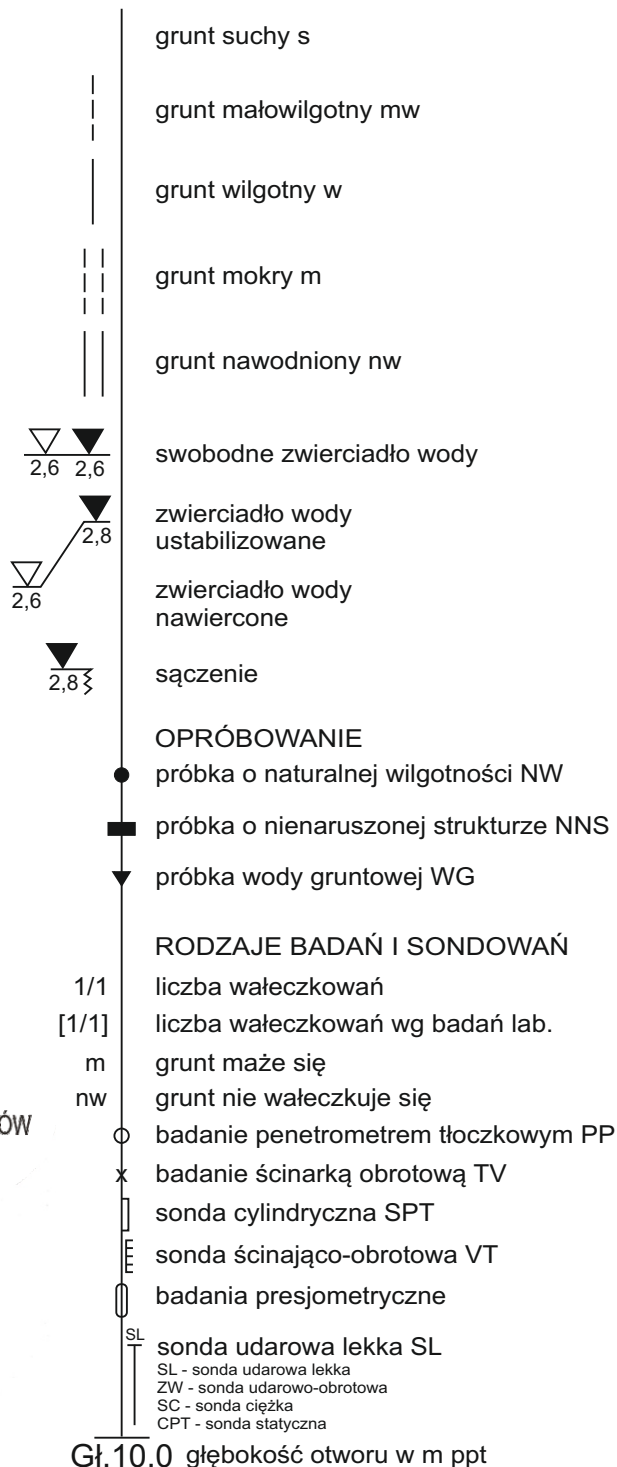 grunt suchy s
grunt małowilgotny mw
grunt wilgotny w
grunt mokry m
grunt nawodniony nw
2,6 2,6 swobodne zwierciadło wody
2,8 zwierciadło wody
ustabilizowane
2,6 zwierciadło wody
nawiercone
2,8 sączenie
OPRÓBOWANIE
próbka o naturalnej wilgotności NW
próbka o nienaruszonej strukturze NNS
próbka wody gruntowej WG
RODZAJE BADAŃ I SONDOWAŃ
1/1 liczba wałeczkowań
[1/1] liczba wałeczkowań wg badań lab.
m grunt maże się
nw grunt nie wałeczkuje się
ÓW
badanie penetrometrem tłoczkowym PP
x badanie ścinarką obrotową TV
sonda cylindryczna SPT
sonda ścinająco-obrotowa VT
badania presjometryczne
SL sonda udarowa lekka SL
SL - sonda udarowa lekka
ZW - sonda udarowo-obrotowa
SC - sonda ciężka
CPT - sonda statyczna
Gł.10.0 głębokość otworu w m ppt